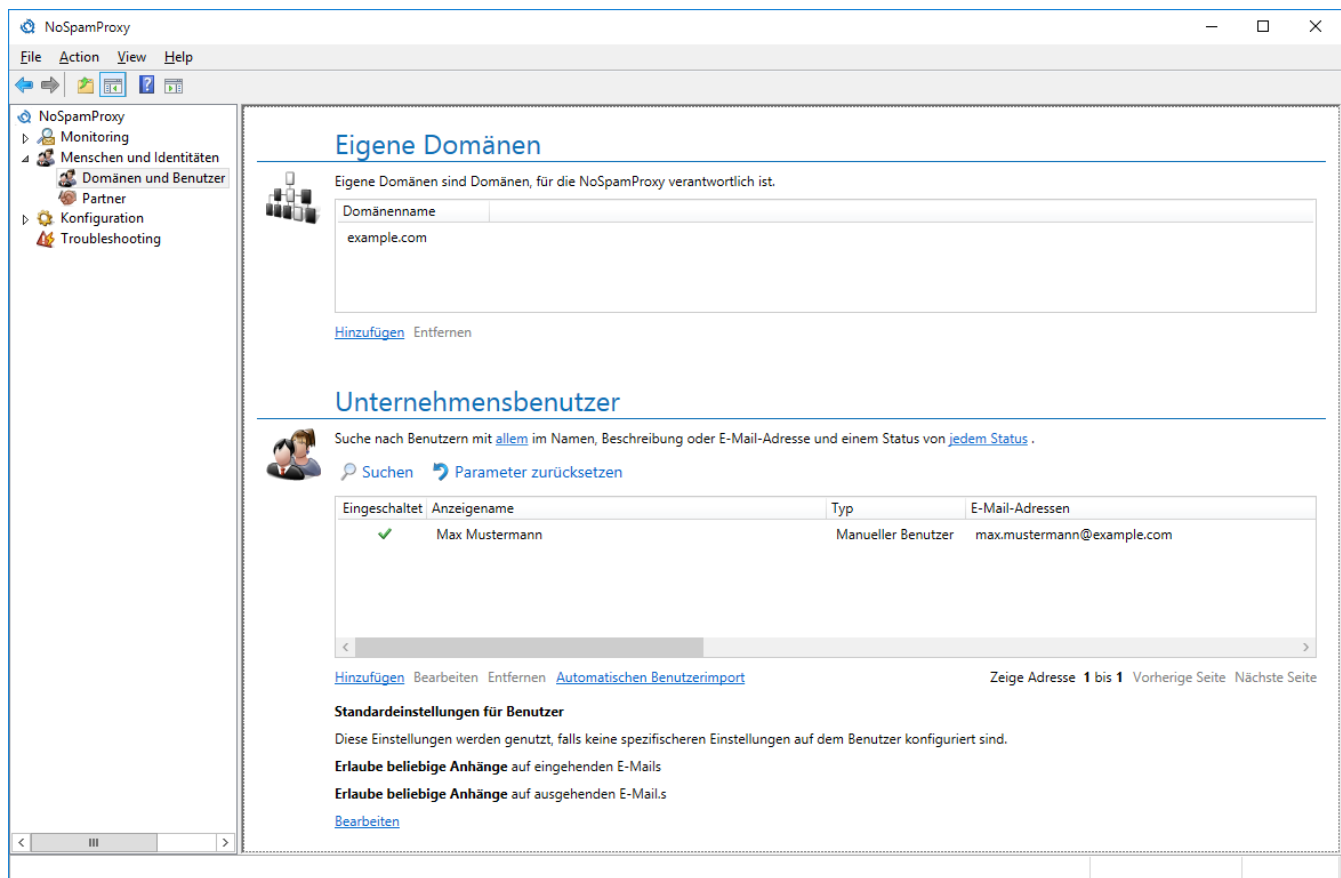 NoSpamProxy
File Action View Help
NoSpamProxy
Monitoring
Menschen und Identitäten
Domänen und Benutzer
Partner
Konfiguration
Troubleshooting
Eigene Domänen
Eigene Domänen sind Domänen, für die NoSpamProxy verantwortlich ist.
Domänenname
example.com
Hinzufügen Entfernen
Unternehmensbenutzer
Suche nach Benutzern mit allem im Namen, Beschreibung oder E-Mail-Adresse und einem Status von jedem Status .
Suchen Parameter zurücksetzen
Eingeschaltet Anzeigename Typ E-Mail-Adressen
Max Mustermann Manueller Benutzer max.mustermann@example.com
Hinzufügen Bearbeiten Entfernen Automatischen Benutzerimport Zeige Adresse 1 bis 1 Vorherige Seite Nächste Seite
Standardeinstellungen für Benutzer
Diese Einstellungen werden genutzt, falls keine spezifischeren Einstellungen auf dem Benutzer konfiguriert sind.
Erlaube beliebige Anhänge auf eingehenden E-Mails
Erlaube beliebige Anhänge auf ausgehenden E-Mail.s
Bearbeiten